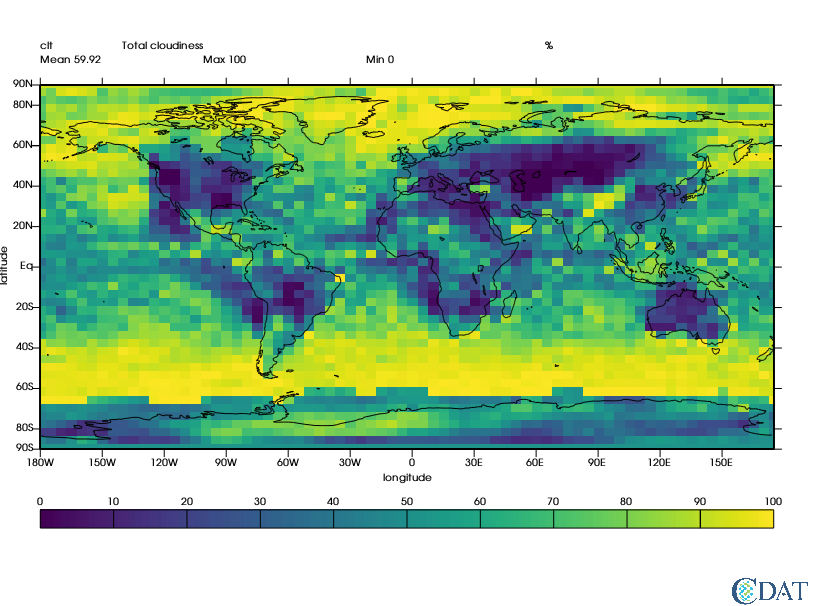 clt Total cloudiness %
Mean 59.92 Max 100 Min 0
90N
80N
60N
40N
20N
Eq
20S
40S
60S
80S
90S
latitude
180W 150W 120W 90W 60W 30W 0 30E 60E 90E 120E 150E
longitude
0 10 20 30 40 50 60 70 80 90 100
CDAT